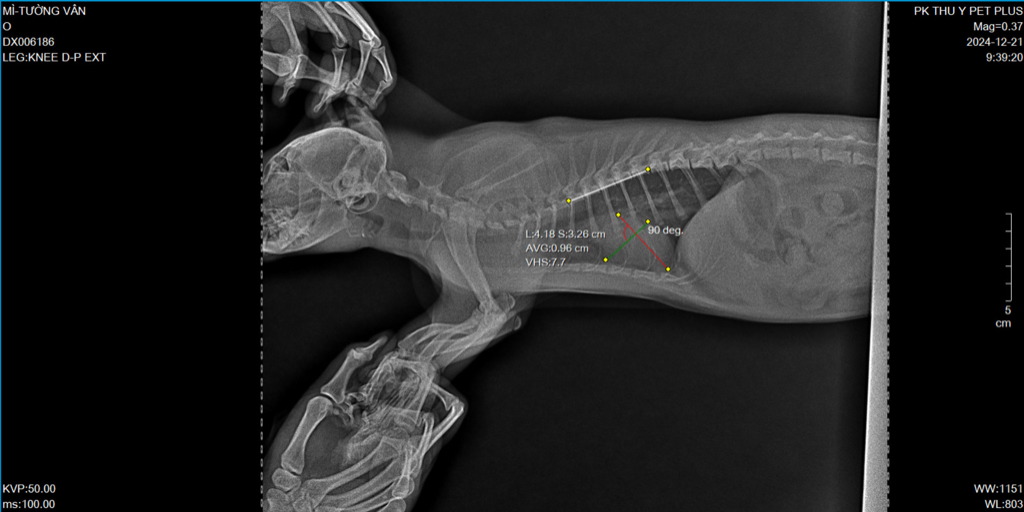 MÌ-TƯỜNG VÂN
O
DX006186
LEG:KNEE D-P EXT
PK THU Y PET PLUS
Mag=0.37
2024-12-21
9:39:20
L:4.18 S:3.26 cm
AVG:0.96 cm
VHS:7.7
90 deg.
5
cm
KVP:50.00
ms:100.00
WW:1151
WL:803